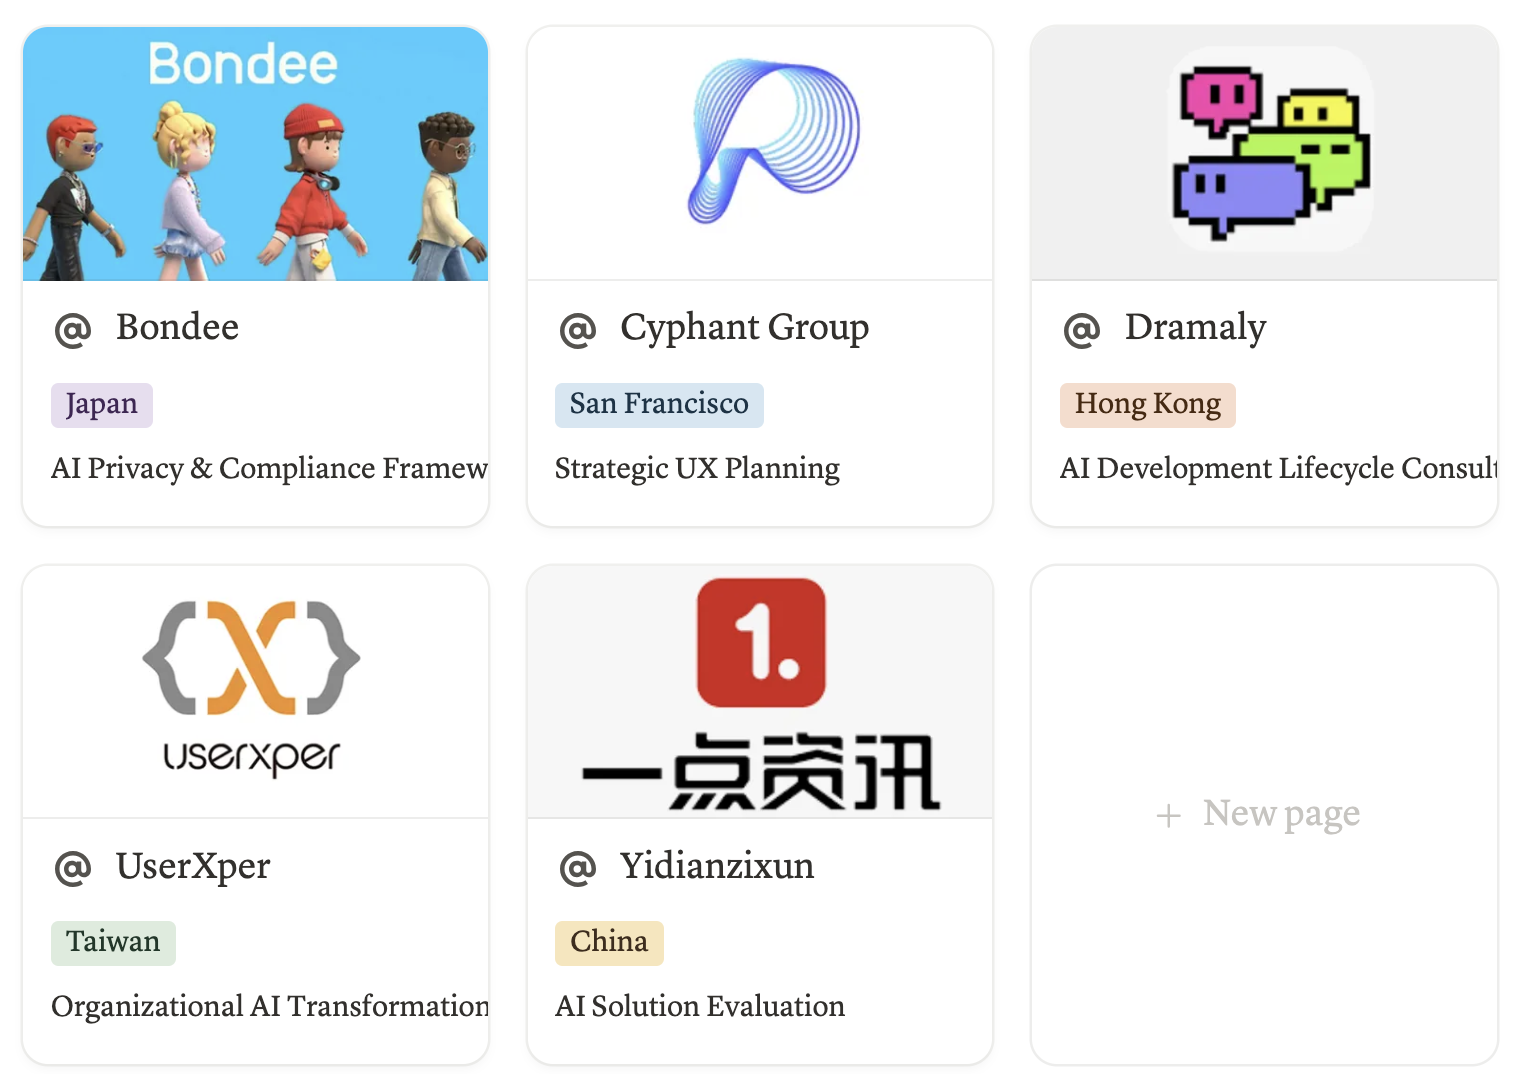 Bondee
@ Bondee
Japan
AI Privacy & Compliance Framew
@ Cyphant Group
San Francisco
Strategic UX Planning
@ Dramaly
Hong Kong
AI Development Lifecycle Consult
userxper
@ UserXper
Taiwan
Organizational AI Transformation
1.
一点资讯
@ Yidianzixun
China
AI Solution Evaluation
+ New page